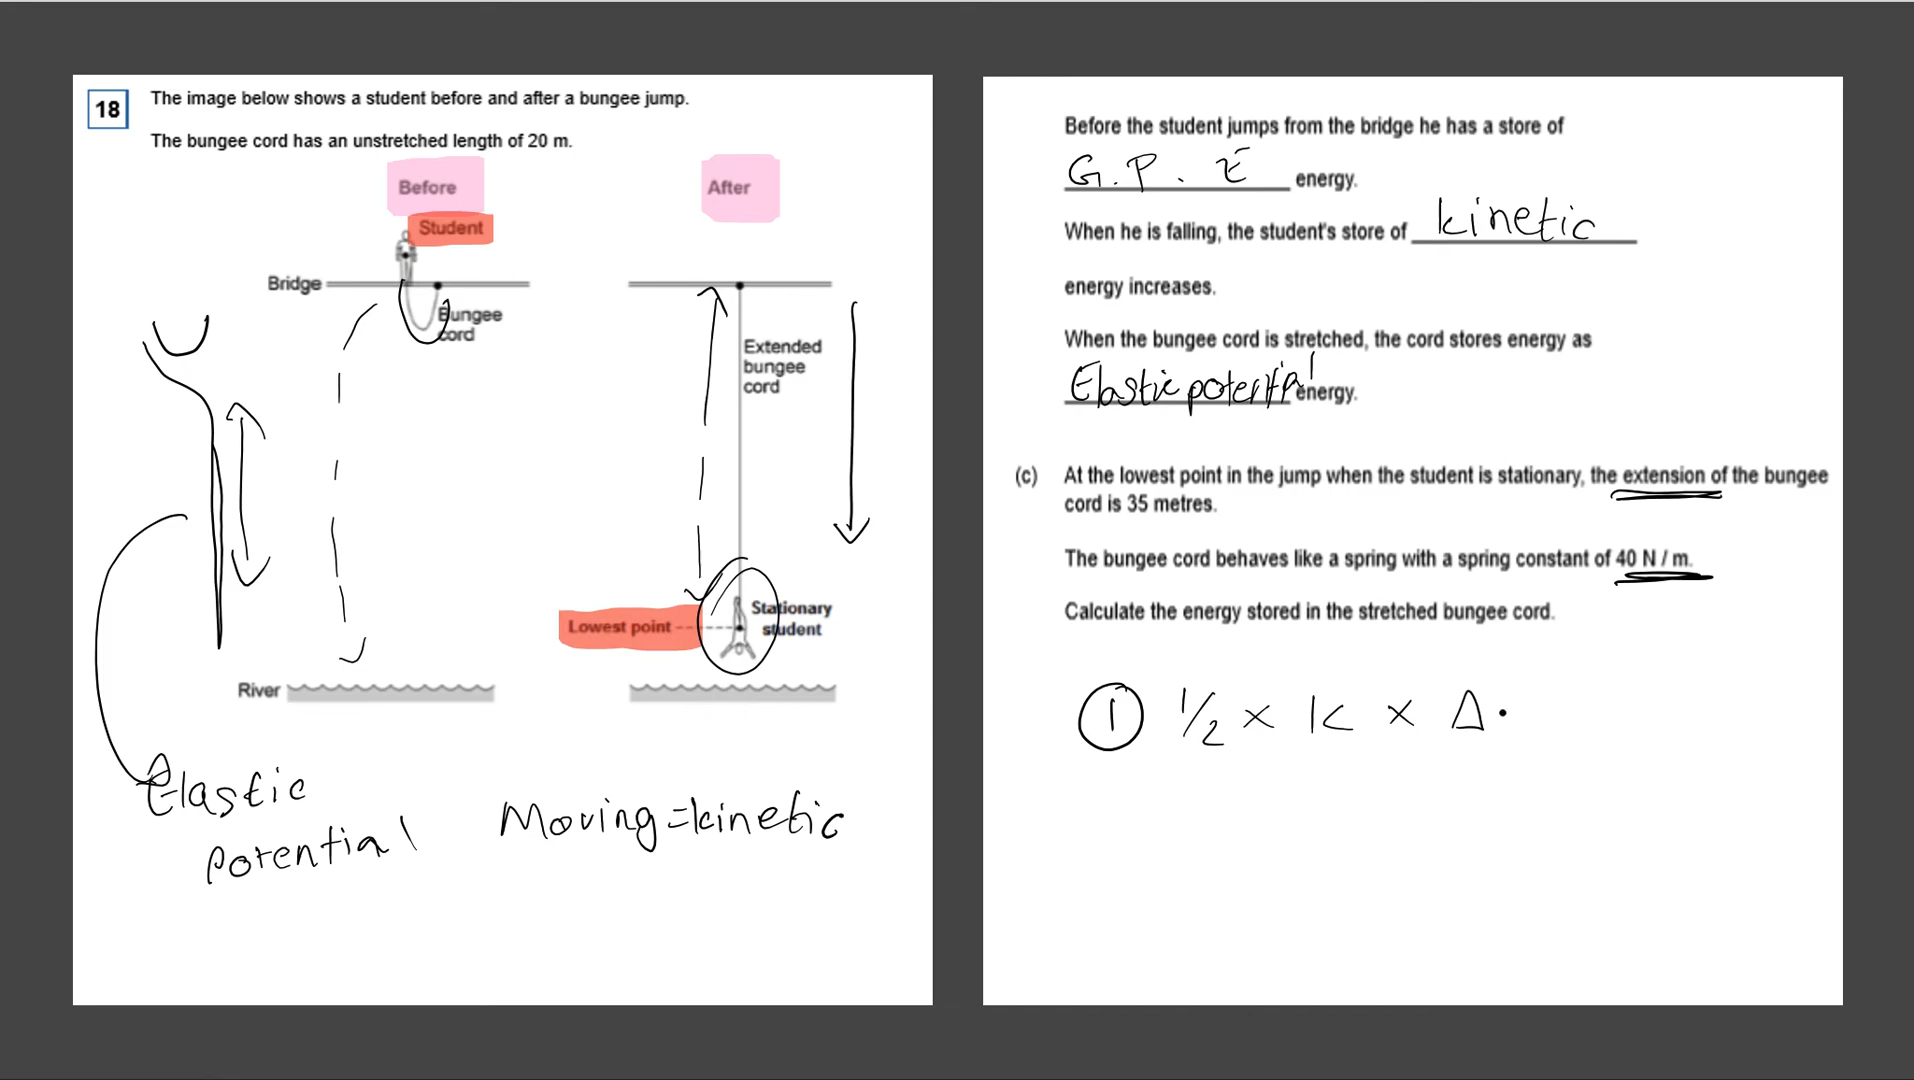 18
The image below shows a student before and after a bungee jump.
The bungee cord has an unstretched length of 20 m.
Before
After
Student
Bridge
Bungee
cord
Extended
bungee
cord
Lowest point
Stationary
student
River
Elastic
potential
Moving=kinetic
Before the student jumps from the bridge he has a store of
G.P.E energy.
When he is falling, the student's store of kinetic
energy increases.
When the bungee cord is stretched, the cord stores energy as
Elastic potential energy.
(c) At the lowest point in the jump when the student is stationary, the extension of the bungee
cord is 35 metres.
The bungee cord behaves like a spring with a spring constant of 40 N / m.
Calculate the energy stored in the stretched bungee cord.
① 1/2 × K × Δ